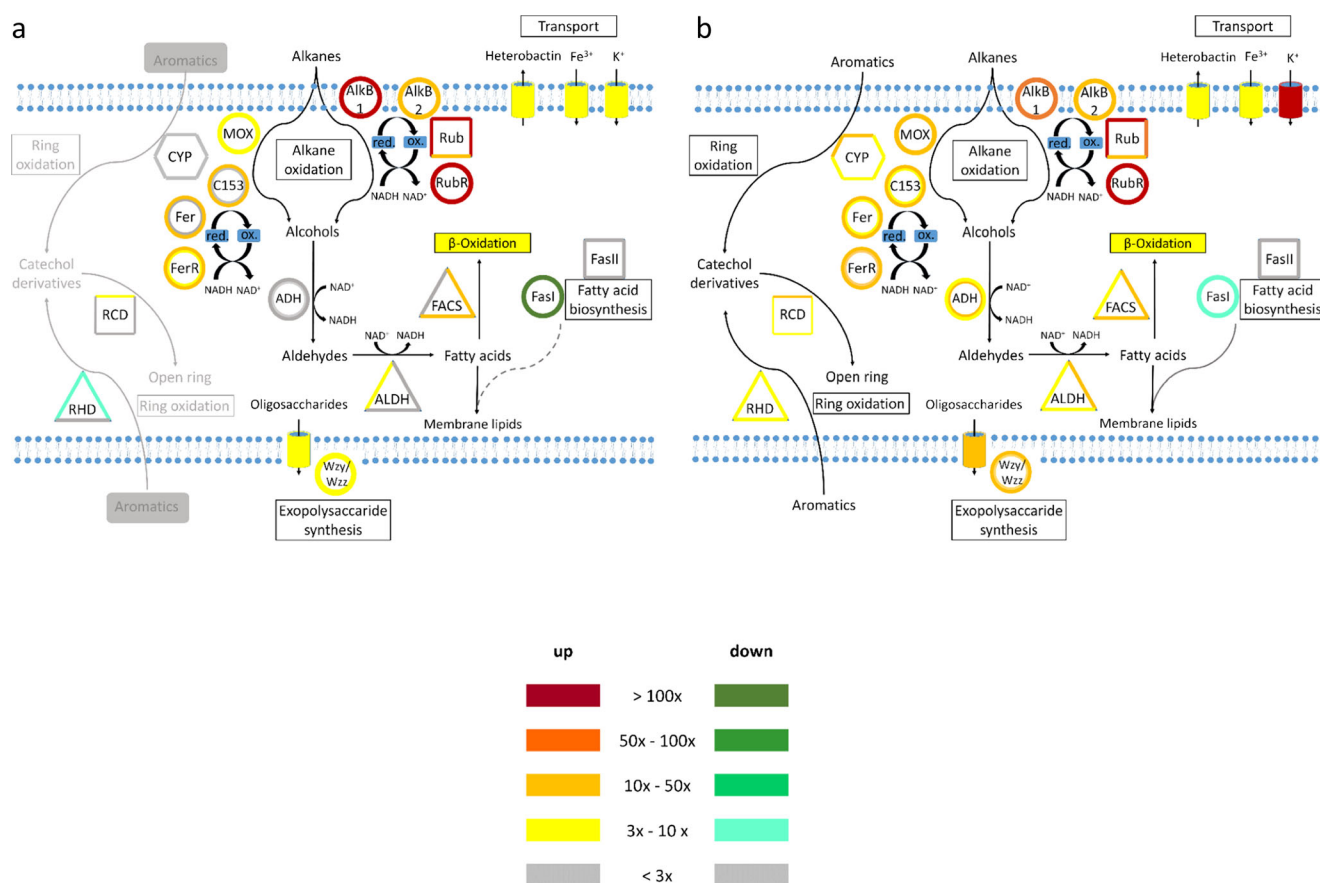 a
Transport
Heterobactin Fe³⁺ K⁺
Alkanes
Aromatics
AlkB
1
AlkB
2
MOX
red. ox.
Rub
Ring
oxidation
CYP
Alkane
oxidation
C153
NADH NAD⁺
RubR
Fer
red. ox.
Alcohols
β-Oxidation
FasII
FerR
NADH NAD⁺
Catechol
derivatives
ADH
NAD⁺
NADH
FACS
FasI
Fatty acid
biosynthesis
RCD
NAD⁺ NADH
Aldehydes
Fatty acids
Open ring
Ring oxidation
RHD
ALDH
Oligosaccharides
Membrane lipids
Wzy/
Wzz
Aromatics
Exopolysaccaride
synthesis
b
Transport
Heterobactin Fe³⁺ K⁺
Alkanes
Aromatics
AlkB
1
AlkB
2
MOX
red. ox.
Rub
Ring
oxidation
CYP
Alkane
oxidation
C153
NADH NAD⁺
RubR
Fer
red. ox.
Alcohols
β-Oxidation
FasII
FerR
NADH NAD⁺
Catechol
derivatives
ADH
NAD⁺
NADH
FACS
FasI
Fatty acid
biosynthesis
RCD
NAD⁺ NADH
Aldehydes
Fatty acids
Open ring
Ring oxidation
RHD
ALDH
Oligosaccharides
Membrane lipids
Wzy/
Wzz
Aromatics
Exopolysaccaride
synthesis
up down
> 100x
50x - 100x
10x - 50x
3x - 10 x
< 3x